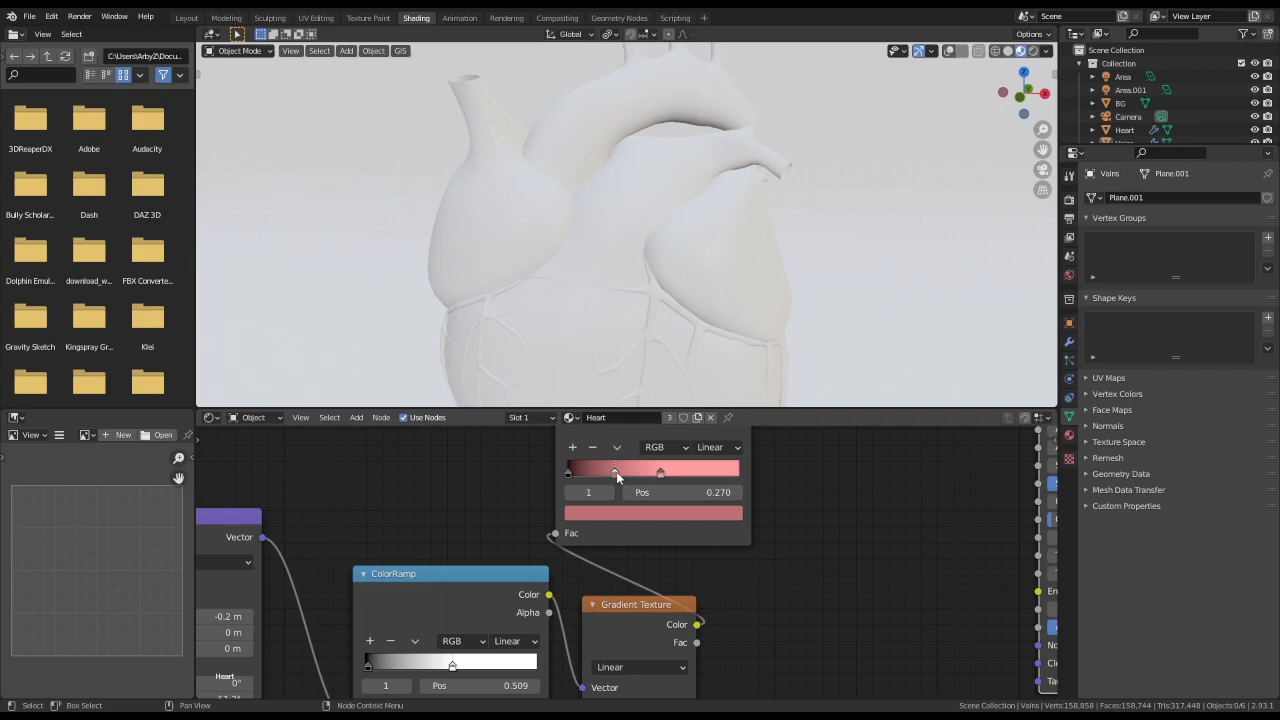 File Edit Render Window Help Layout Modeling Sculpting UV Editing Texture Paint Shading Animation Rendering Compositing Geometry Nodes Scripting + Scene View Layer
View Select Global Options
C:\Users\ArbyZ\Docu... Object Mode View Select Add Object GIS
Scene Collection
Collection
Area
Area.001
BG
Camera
Heart
3DReaperDX Adobe Audacity
Bully Scholar... Dash DAZ 3D
Dolphin Emul... download_w... FBX Converte...
Gravity Sketch Kingspray Gr... Klei
X
Z
Vains Plane.001
Plane.001
Vertex Groups
Shape Keys
UV Maps
Vertex Colors
Face Maps
Normals
Texture Space
Remesh
Geometry Data
Mesh Data Transfer
Custom Properties
Object View Select Add Node Use Nodes Slot 1 Heart 3
View New Open
RGB Linear
1 Pos 0.270
Fac
Vector
-0.2 m
0 m
0 m
0°
Heart
ColorRamp
Color
Alpha
RGB Linear
1 Pos 0.509
Gradient Texture
Color
Fac
Linear
Vector
Select Box Select Pan View Node Context Menu Scene Collection | Vains | Verts:158,858 | Faces:158,744 | Tris:317,448 | Objects:0/6 | 2.93.1